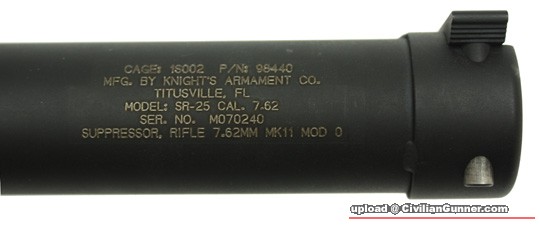 CAGE: 1S002 P/N: 98440
MFG. BY KNIGHT'S ARMAMENT CO.
TITUSVILLE, FL
MODEL: SR-25 CAL. 7.62
SER. NO. M070240
SUPPRESSOR, RIFLE 7.62MM MK11 MOD 0
upload @ CivilianGunner.com